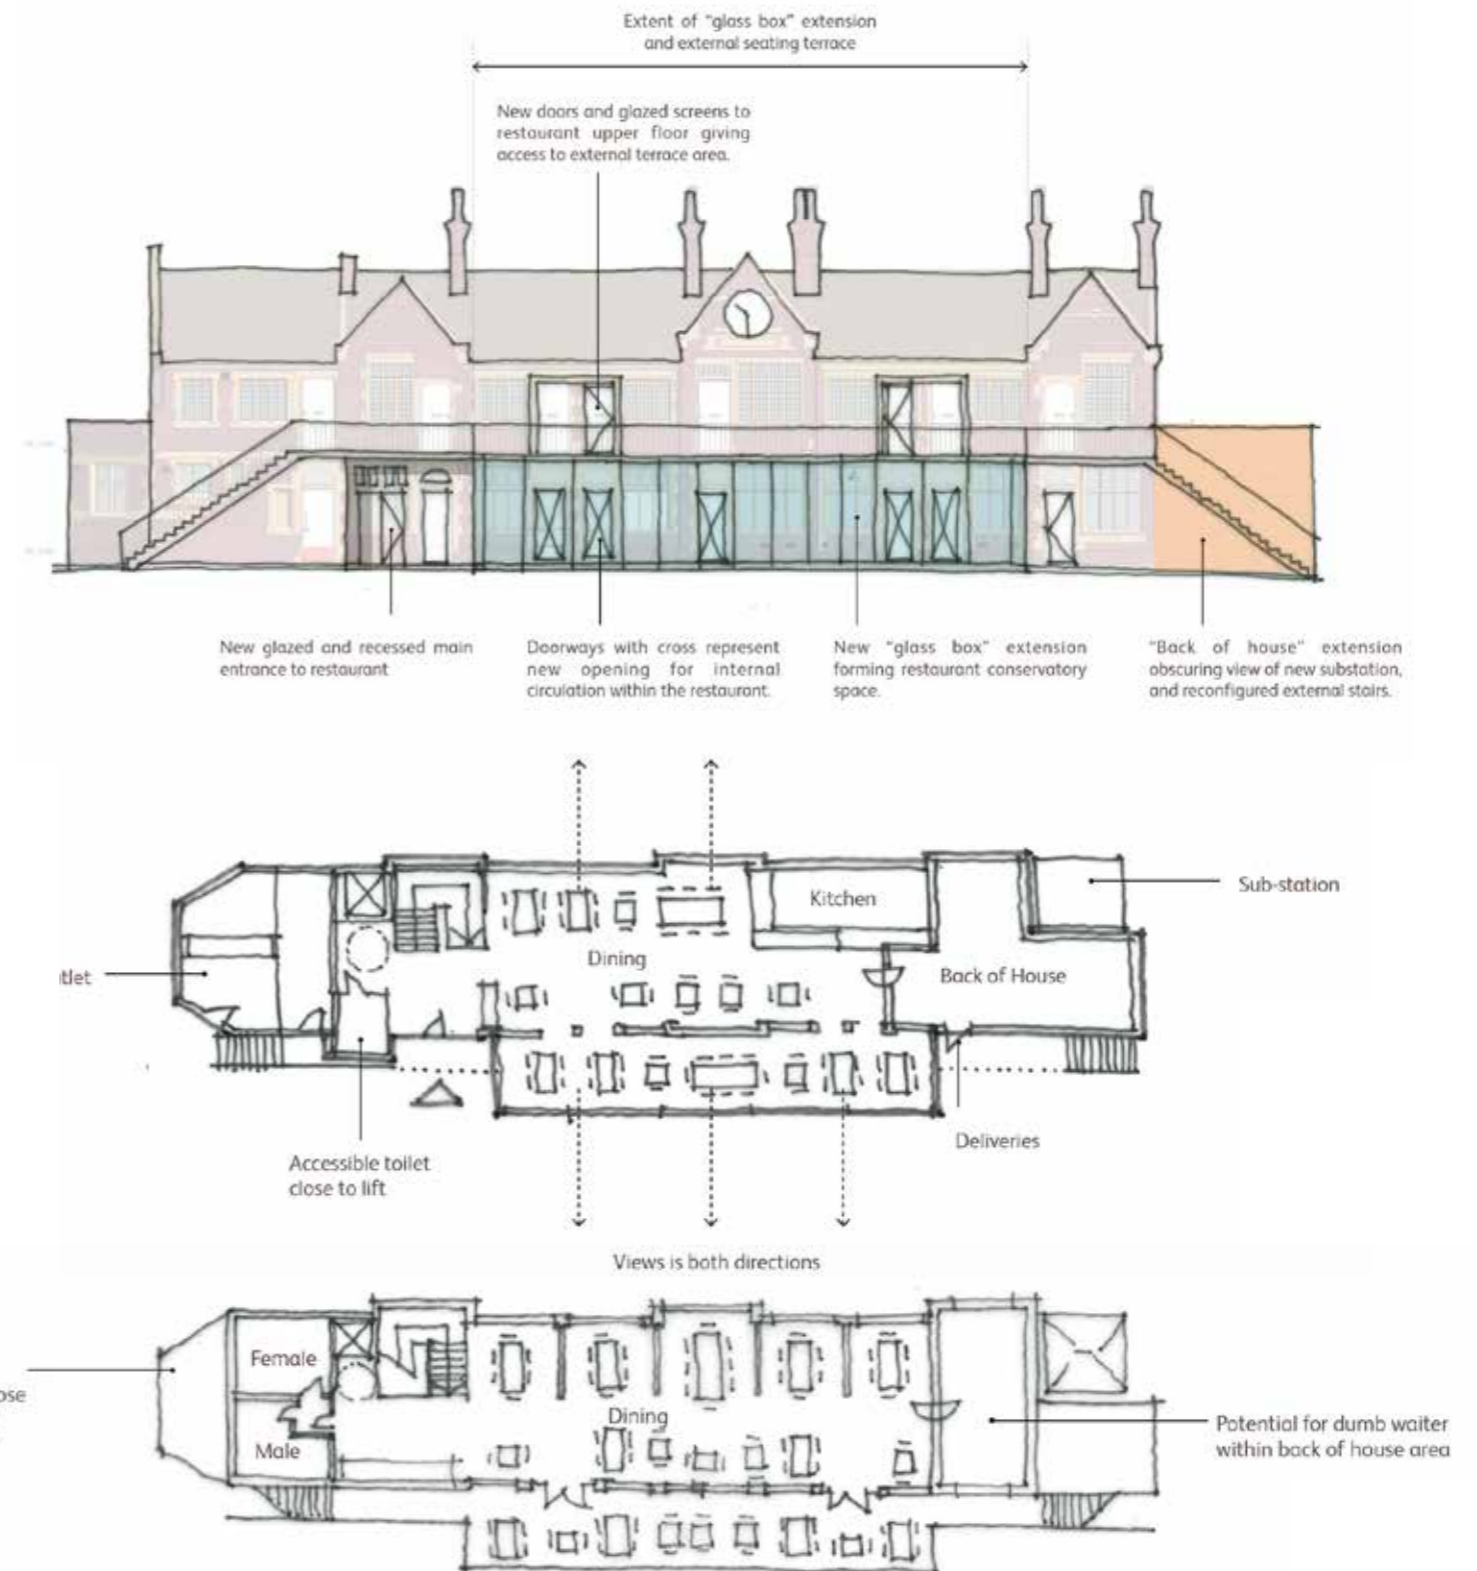 Extent of "glass box" extension
and external seating terrace
New doors and glazed screens to
restaurant upper floor giving
access to external terrace area.
New glazed and recessed main
entrance to restaurant
Doorways with cross represent
new opening for internal
circulation within the restaurant.
New "glass box" extension
forming restaurant conservatory
space.
"Back of house" extension
obscuring view of new substation,
and reconfigured external stairs.
Kitchen
Sub-station
Dining
tlet
Back of House
Deliveries
Accessible toilet
close to lift
Views is both directions
Female
ose
Dining
Male
Potential for dumb waiter
within back of house area